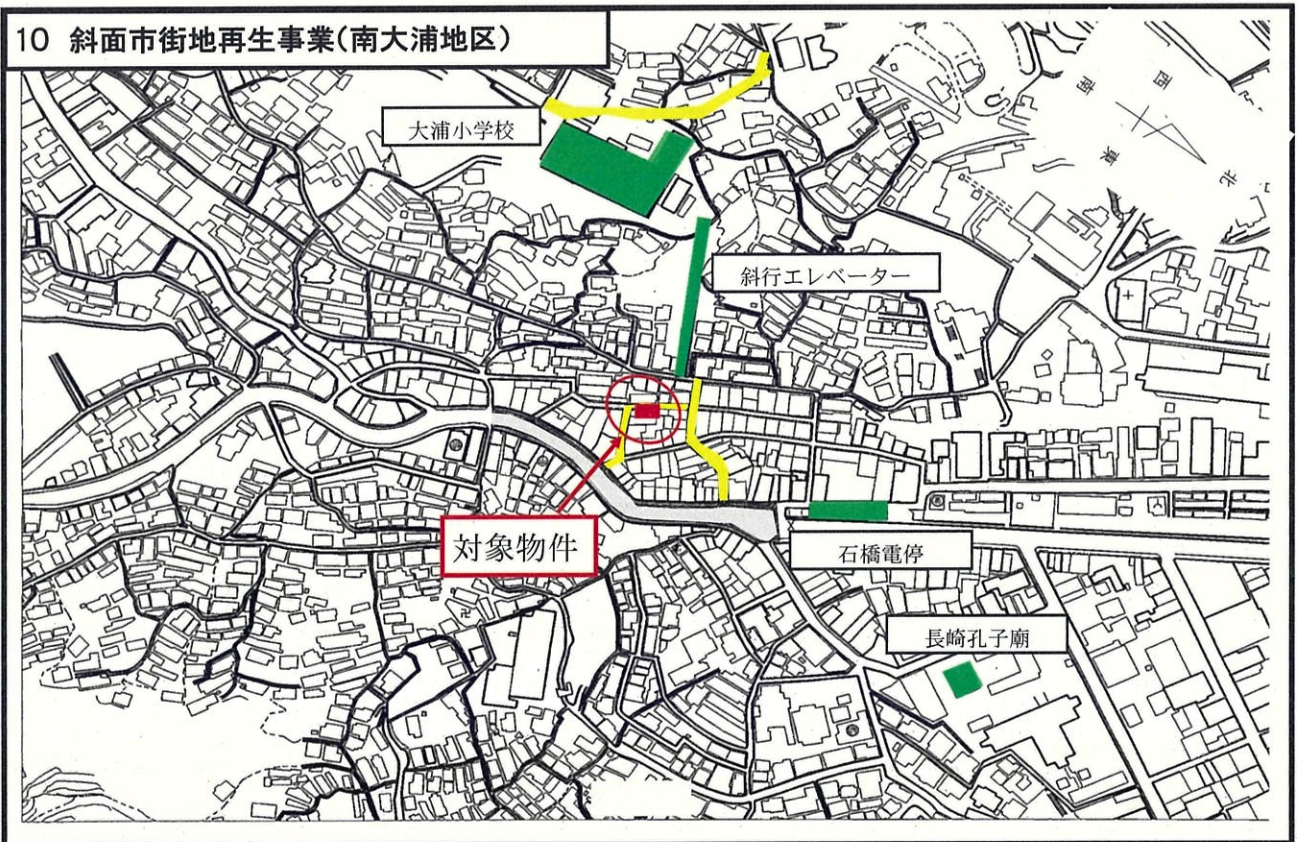 10 斜面市街地再生事業(南大浦地区)
西
南
東
北
大浦小学校
斜行エレベーター
対象物件
石橋電停
長崎孔子廟